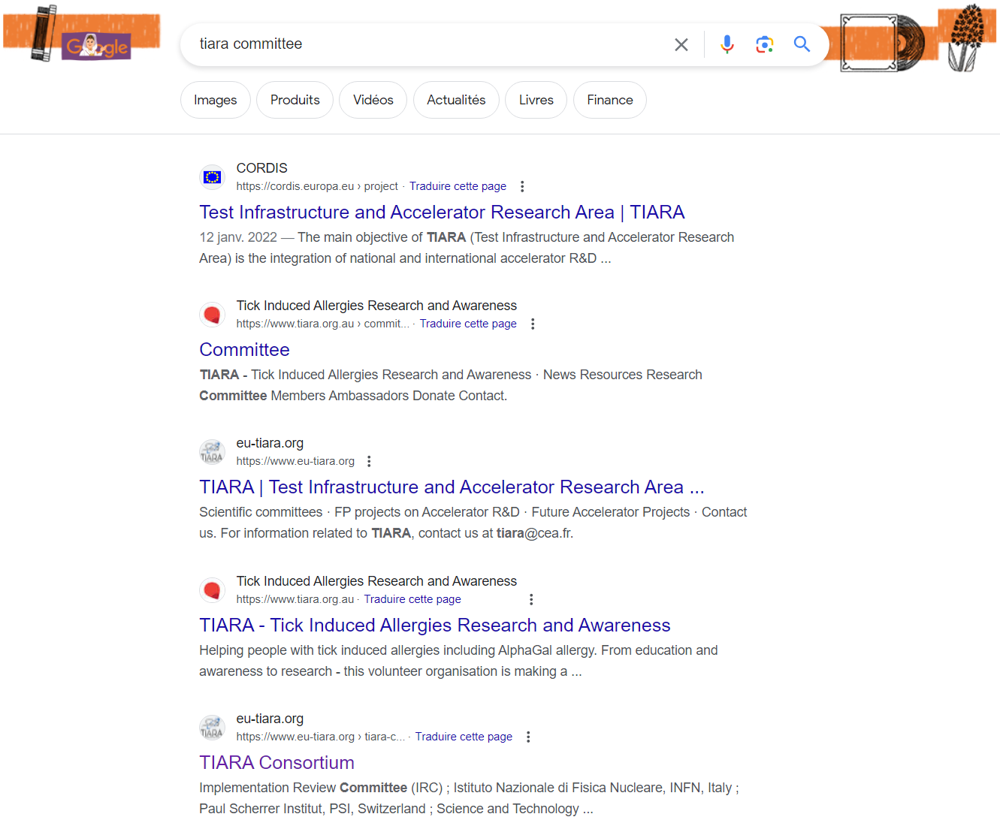 Google
tiara committee
Images
Produits
Vidéos
Actualités
Livres
Finance
CORDIS
https://cordis.europa.eu › project · Traduire cette page
Test Infrastructure and Accelerator Research Area | TIARA
12 janv. 2022 — The main objective of TIARA (Test Infrastructure and Accelerator Research
Area) is the integration of national and international accelerator R&D ...
Tick Induced Allergies Research and Awareness
https://www.tiara.org.au › commit... · Traduire cette page
Committee
TIARA - Tick Induced Allergies Research and Awareness · News Resources Research
Committee Members Ambassadors Donate Contact.
TIARA
eu-tiara.org
https://www.eu-tiara.org
TIARA | Test Infrastructure and Accelerator Research Area ...
Scientific committees · FP projects on Accelerator R&D · Future Accelerator Projects · Contact
us. For information related to TIARA, contact us at tiara@cea.fr.
Tick Induced Allergies Research and Awareness
https://www.tiara.org.au · Traduire cette page
TIARA - Tick Induced Allergies Research and Awareness
Helping people with tick induced allergies including AlphaGal allergy. From education and
awareness to research - this volunteer organisation is making a ...
TIARA
eu-tiara.org
https://www.eu-tiara.org › tiara-c... · Traduire cette page
TIARA Consortium
Implementation Review Committee (IRC) ; Istituto Nazionale di Fisica Nucleare, INFN, Italy ;
Paul Scherrer Institut, PSI, Switzerland ; Science and Technology ...